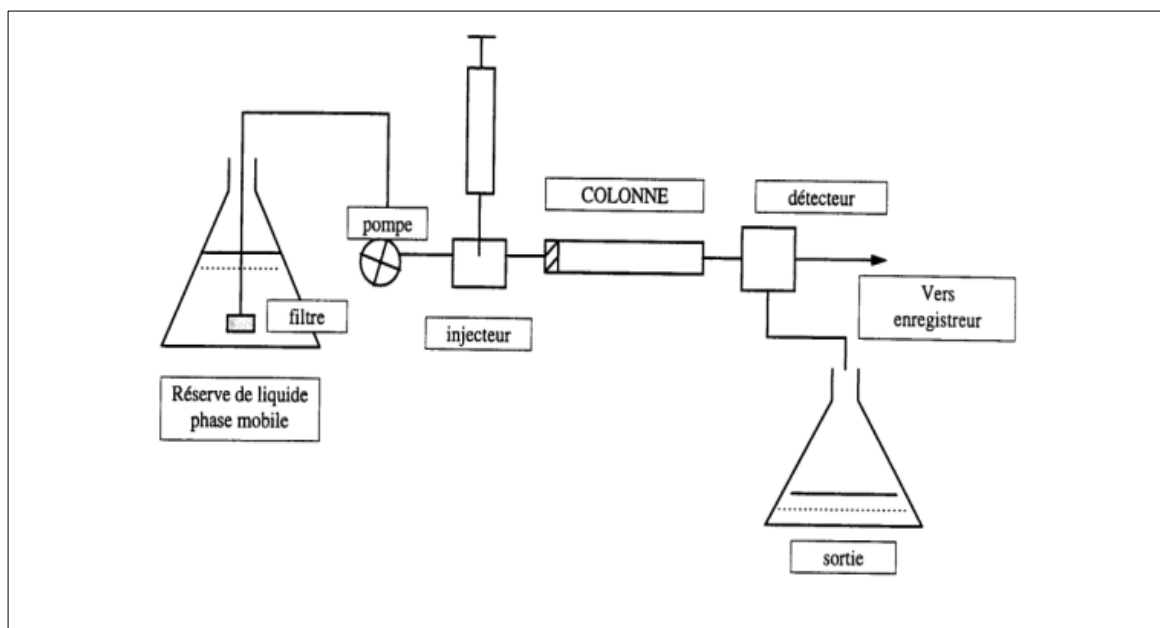 COLONNE
détecteur
pompe
filtre
injecteur
Vers
enregistreur
Réserve de liquide
phase mobile
sortie